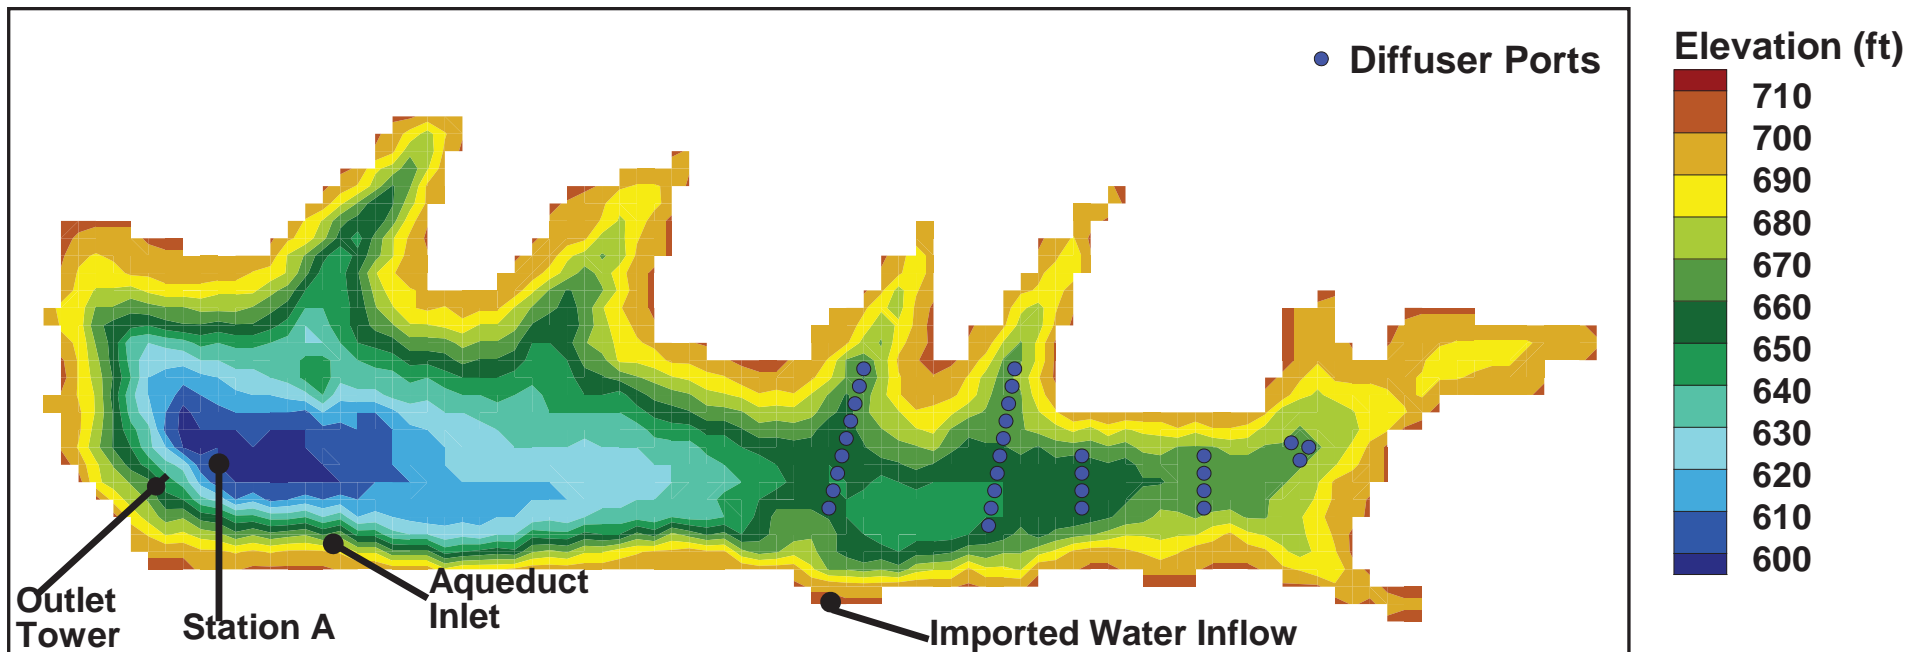 Diffuser Ports
Elevation (ft)
710
700
690
680
670
660
650
640
630
620
610
600
Outlet
Tower
Station A
Aqueduct
Inlet
Imported Water Inflow